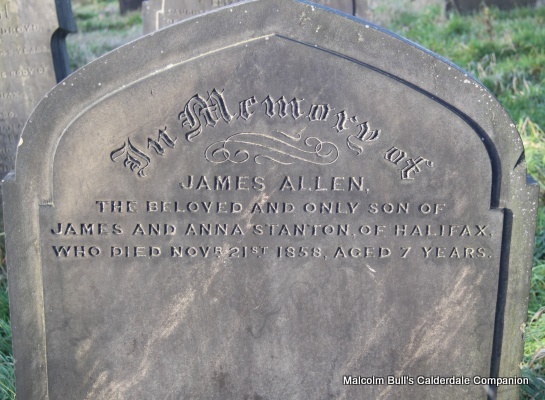 In Memory of
JAMES ALLEN,
THE BELOVED AND ONLY SON OF
JAMES AND ANNA STANTON, OF HALIFAX,
WHO DIED NOVR 21ST 1858, AGED 7 YEARS.
Malcolm Bull's Calderdale Companion